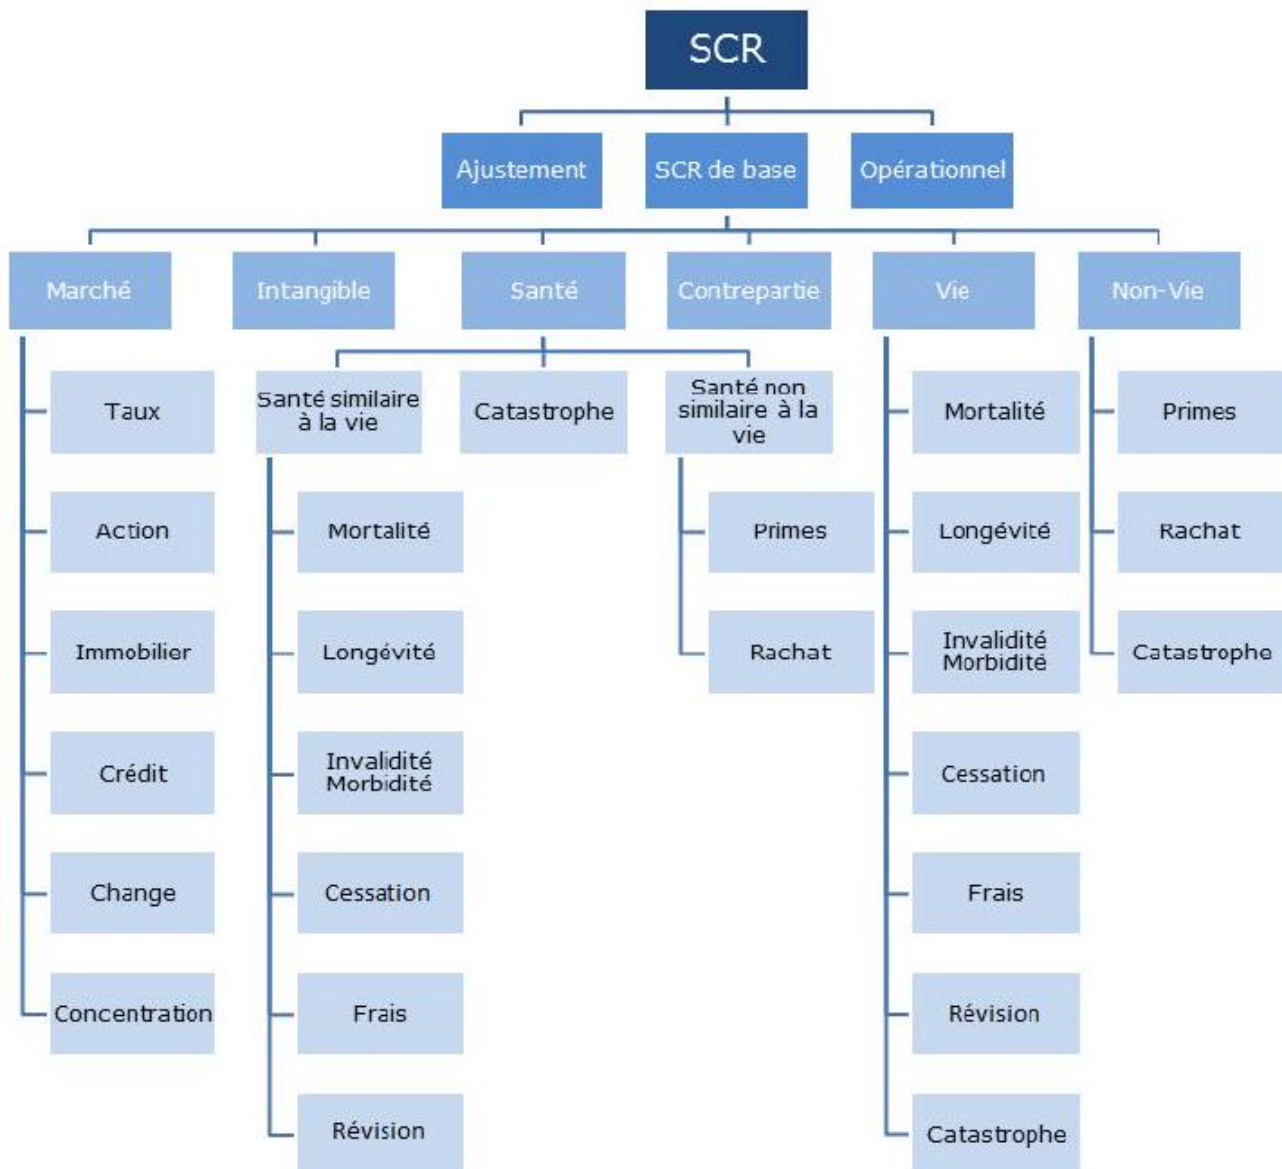 SCR
Ajustement
SCR de base
Opérationnel
Marché
Intangible
Santé
Contrepartie
Vie
Non-Vie
Taux
Action
Immobilier
Crédit
Change
Concentration
Santé similaire
à la vie
Mortalité
Longévité
Invalidité
Morbidité
Cessation
Frais
Révision
Catastrophe
Santé non
similaire à la
vie
Primes
Rachat
Mortalité
Longévité
Invalidité
Morbidité
Cessation
Frais
Révision
Catastrophe
Primes
Rachat
Catastrophe